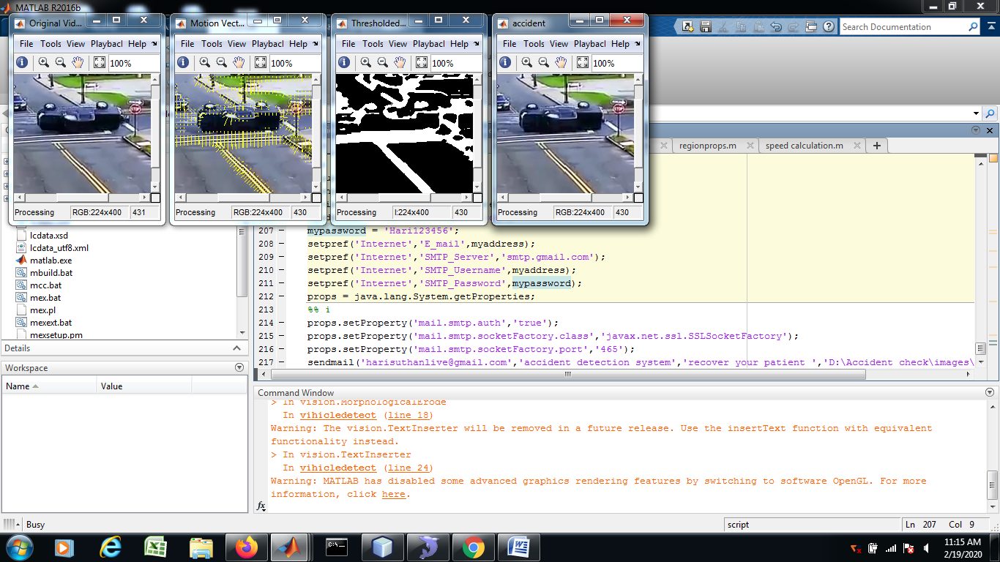 MATLAB R2016b
Original Vid...
File Tools View Playbacl Help
100%
Processing RGB:224x400 431
Motion Vect...
File Tools View Playbacl Help
100%
Processing RGB:224x400 430
Thresholded...
File Tools View Playbacl Help
100%
Processing I:224x400 430
accident
File Tools View Playbacl Help
100%
Processing RGB:224x400 430
Search Documentation
regionprops.m
speed calculation.m
207 mypassword = 'Hari123456';
208 setpref('Internet','E_mail',myaddress);
209 setpref('Internet','SMTP_Server','smtp.gmail.com');
210 setpref('Internet','SMTP_Username',myaddress);
211 setpref('Internet','SMTP_Password',mypassword);
212 props = java.lang.System.getProperties;
213 %% i
214 props.setProperty('mail.smtp.auth','true');
215 props.setProperty('mail.smtp.socketFactory.class','javax.net.ssl.SSLSocketFactory');
216 props.setProperty('mail.smtp.socketFactory.port','465');
217 sendmail('harisuthanlive@gmail.com','accident detection system','recover your patient ','D:\Accident check\images\
lcdata.xsd
lcdata_utf8.xml
matlab.exe
mbuild.bat
mcc.bat
mex.bat
mex.pl
mexext.bat
mexsetup.pm
Details
Workspace
Name Value
Command Window
> In vision.MorphologicalErode
In vihicledetect (line 18)
Warning: The vision.TextInserter will be removed in a future release. Use the insertText function with equivalent
functionality instead.
> In vision.TextInserter
In vihicledetect (line 24)
Warning: MATLAB has disabled some advanced graphics rendering features by switching to software OpenGL. For more
information, click here.
fx
Busy
script
Ln 207 Col 9
11:15 AM
2/19/2020